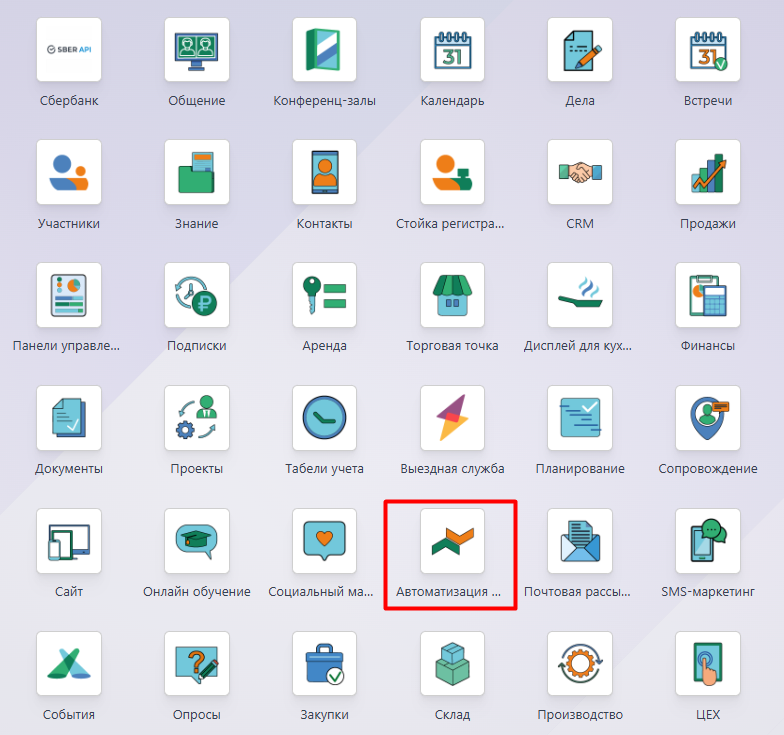 SBER API
31
31
Сбербанк
Общение
Конференц-залы
Календарь
Дела
Встречи
Участники
Знание
Контакты
Стойка регистра...
CRM
Продажи
₽
Панели управле...
Подписки
Аренда
Торговая точка
Дисплей для кух...
Финансы
Документы
Проекты
Табели учета
Выездная служба
Планирование
Сопровождение
Сайт
Онлайн обучение
Социальный ма...
Автоматизация ...
Почтовая рассы...
SMS-маркетинг
?
События
Опросы
Закупки
Склад
Производство
ЦЕХ